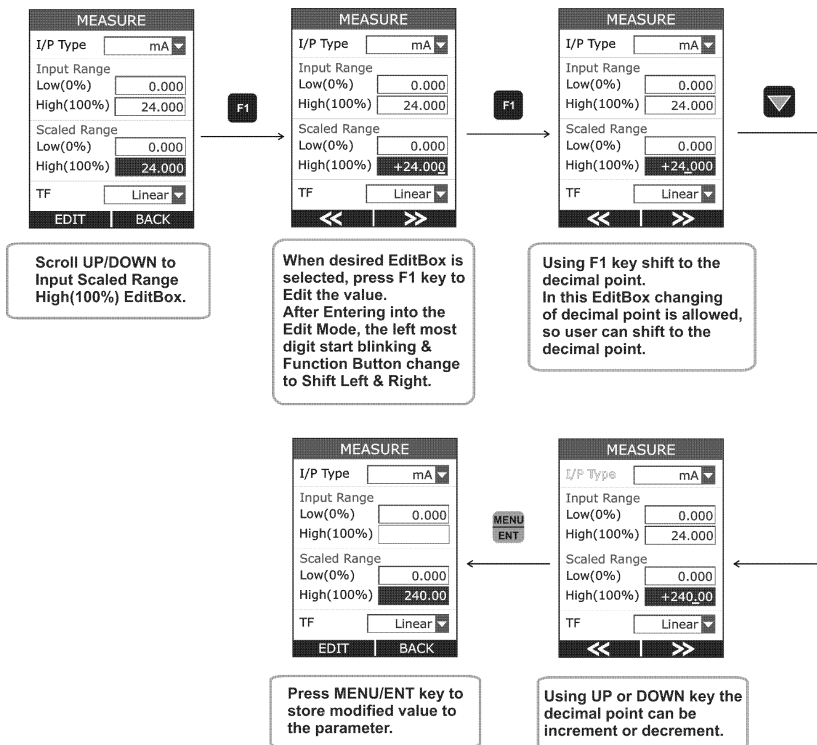 MEASURE
I/P Type mA
Input Range
Low(0%) 0.000
High(100%) 24.000
Scaled Range
Low(0%) 0.000
High(100%) 24.000
TF Linear
EDIT BACK
Scroll UP/DOWN to
Input Scaled Range
High(100%) EditBox.
F1
MEASURE
I/P Type mA
Input Range
Low(0%) 0.000
High(100%) 24.000
Scaled Range
Low(0%) 0.000
High(100%) +24.000
TF Linear
<< >>
When desired EditBox is
selected, press F1 key to
Edit the value.
After Entering into the
Edit Mode, the left most
digit start blinking &
Function Button change
to Shift Left & Right.
F1
MEASURE
I/P Type mA
Input Range
Low(0%) 0.000
High(100%) 24.000
Scaled Range
Low(0%) 0.000
High(100%) +24.000
TF Linear
<< >>
Using F1 key shift to the
decimal point.
In this EditBox changing
of decimal point is allowed,
so user can shift to the
decimal point.
MEASURE
I/P Type mA
Input Range
Low(0%) 0.000
High(100%) 24.000
Scaled Range
Low(0%) 0.000
High(100%) +240.00
TF Linear
<< >>
Using UP or DOWN key the
decimal point can be
increment or decrement.
MENU
ENT
MEASURE
I/P Type mA
Input Range
Low(0%) 0.000
High(100%)
Scaled Range
Low(0%) 0.000
High(100%) 240.00
TF Linear
EDIT BACK
Press MENU/ENT key to
store modified value to
the parameter.